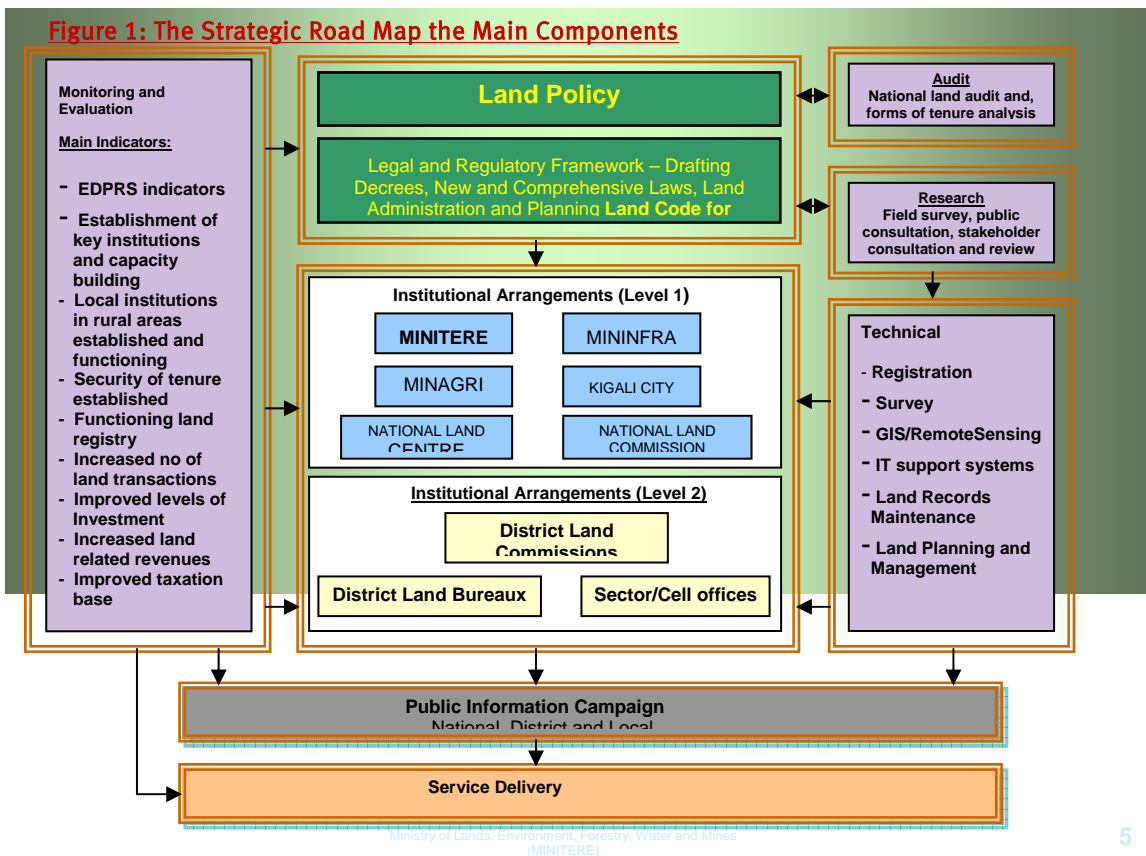 Figure 1: The Strategic Road Map the Main Components
Monitoring and
Evaluation
Main Indicators:
- EDPRS indicators
- Establishment of
key institutions
and capacity
building
- Local institutions
in rural areas
established and
functioning
- Security of tenure
established
- Functioning land
registry
- Increased no of
land transactions
- Improved levels of
Investment
- Increased land
related revenues
- Improved taxation
base
Land Policy
Legal and Regulatory Framework – Drafting
Decrees, New and Comprehensive Laws, Land
Administration and Planning Land Code for
Institutional Arrangements (Level 1)
MINITERE
MININFRA
MINAGRI
KIGALI CITY
NATIONAL LAND
CENTRE
NATIONAL LAND
COMMISSION
Institutional Arrangements (Level 2)
District Land
Commissions
District Land Bureaux
Sector/Cell offices
Audit
National land audit and,
forms of tenure analysis
Research
Field survey, public
consultation, stakeholder
consultation and review
Technical
- Registration
- Survey
- GIS/RemoteSensing
- IT support systems
- Land Records
Maintenance
- Land Planning and
Management
Public Information Campaign
National, District and Local
Service Delivery
Ministry of Lands, Environment, Forestry, Water and Mines
(MINITERE)
5